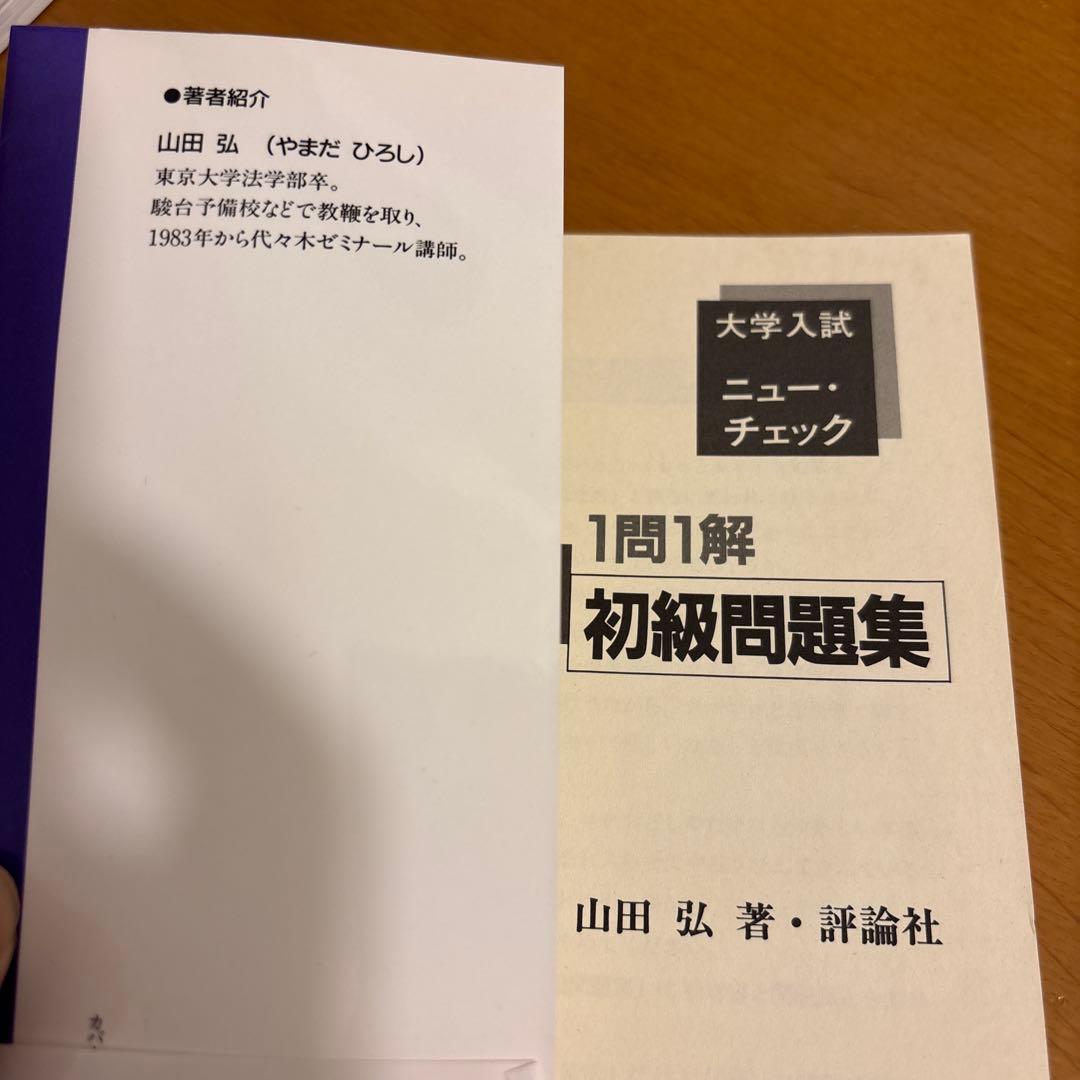 ●著者紹介
山田 弘 （やまだ ひろし）
東京大学法学部卒。
駿台予備校などで教鞭を取り、
1983年から代々木ゼミナール講師。
カバ
大学入試
ニュー・
チェック
1問1解
初級問題集
山田 弘 著・評論社